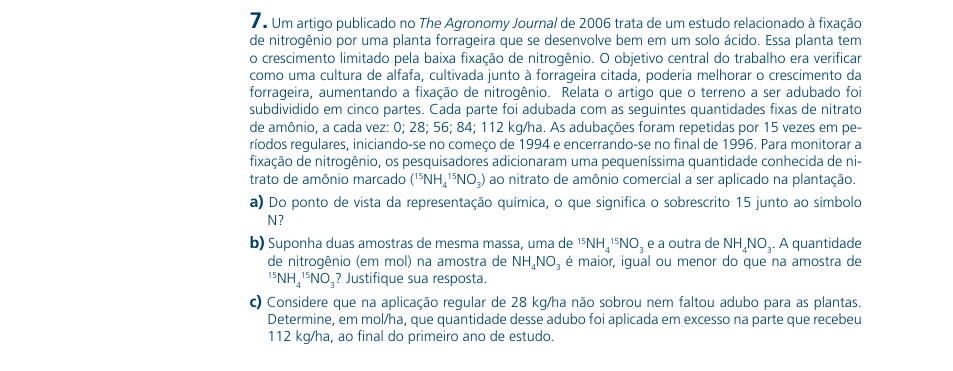 7. Um artigo publicado no The Agronomy Journal de 2006 trata de um estudo relacionado à fixação
de nitrogênio por uma planta forrageira que se desenvolve bem em um solo ácido. Essa planta tem
o crescimento limitado pela baixa fixação de nitrogênio. O objetivo central do trabalho era verificar
como uma cultura de alfafa, cultivada junto à forrageira citada, poderia melhorar o crescimento da
forrageira, aumentando a fixação de nitrogênio. Relata o artigo que o terreno a ser adubado foi
subdividido em cinco partes. Cada parte foi adubada com as seguintes quantidades fixas de nitrato
de amônio, a cada vez: 0; 28; 56; 84; 112 kg/ha. As adubações foram repetidas por 15 vezes em pe-
ríodos regulares, iniciando-se no começo de 1994 e encerrando-se no final de 1996. Para monitorar a
fixação de nitrogênio, os pesquisadores adicionaram uma pequeníssima quantidade conhecida de ni-
trato de amônio marcado (¹⁵NH₄¹⁵NO₃) ao nitrato de amônio comercial a ser aplicado na plantação.
a) Do ponto de vista da representação química, o que significa o sobrescrito 15 junto ao símbolo
N?
b) Suponha duas amostras de mesma massa, uma de ¹⁵NH₄¹⁵NO₃ e a outra de NH₄NO₃. A quantidade
de nitrogênio (em mol) na amostra de NH₄NO₃ é maior, igual ou menor do que na amostra de
¹⁵NH₄¹⁵NO₃? Justifique sua resposta.
c) Considere que na aplicação regular de 28 kg/ha não sobrou nem faltou adubo para as plantas.
Determine, em mol/ha, que quantidade desse adubo foi aplicada em excesso na parte que recebeu
112 kg/ha, ao final do primeiro ano de estudo.